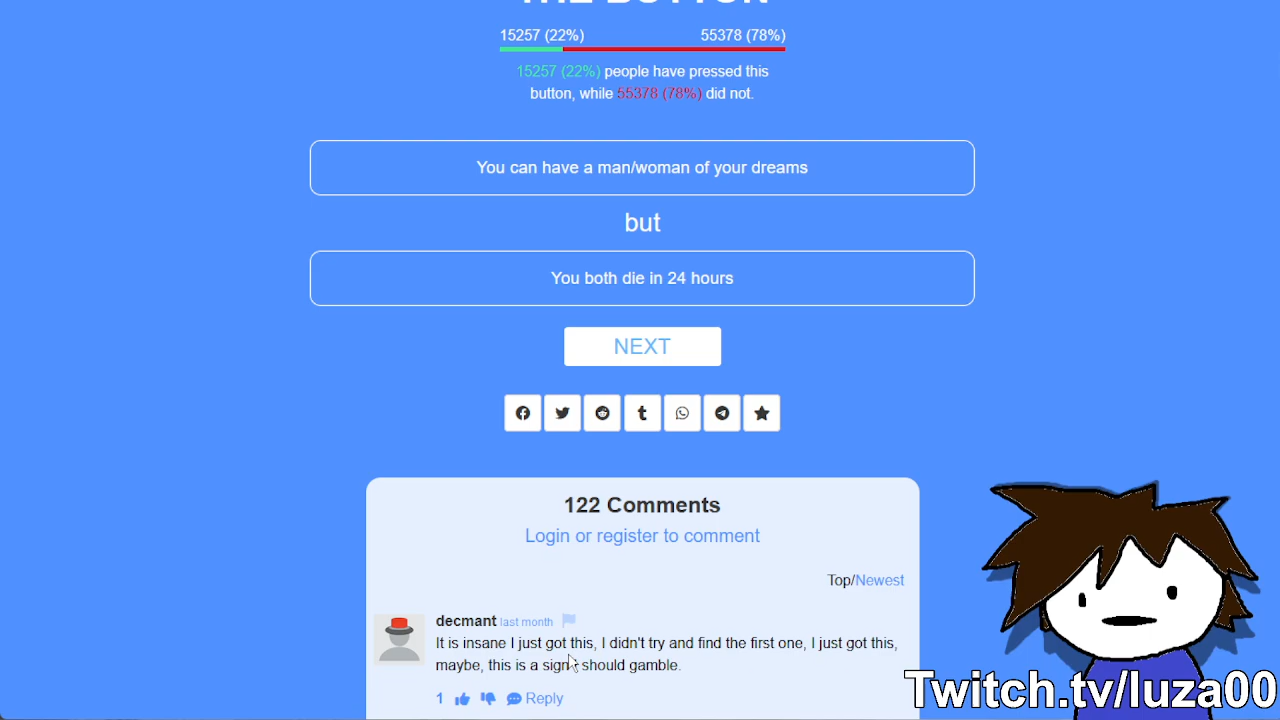 15257 (22%) 55378 (78%)
15257 (22%) people have pressed this
button, while 55378 (78%) did not.
You can have a man/woman of your dreams
but
You both die in 24 hours
NEXT
122 Comments
Login or register to comment
Top/Newest
decmant last month
It is insane I just got this, I didn't try and find the first one, I just got this,
maybe, this is a sign I should gamble.
1 Reply
Twitch.tv/luza00